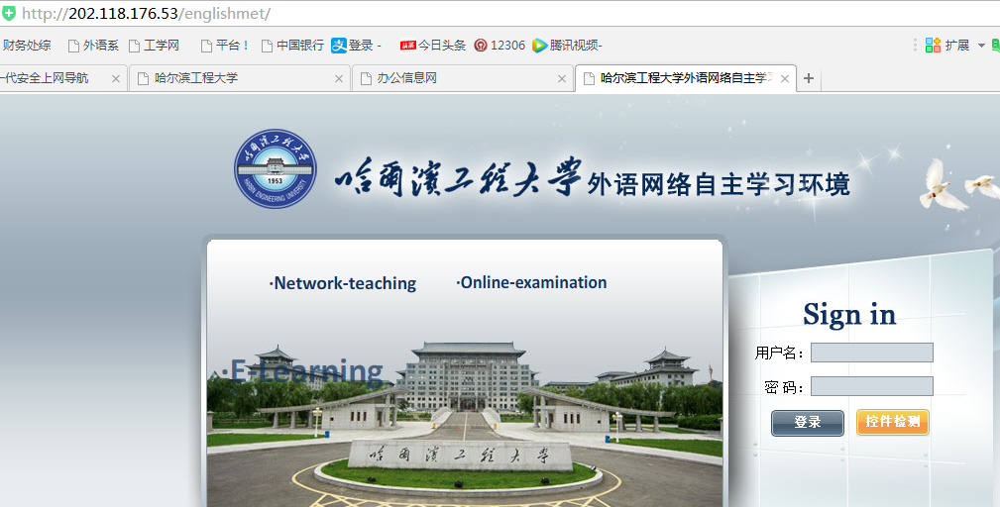 http://202.118.176.53/englishmet/
财务处综 外语系 工学网 平台！ 中国银行 登录 - 今日头条 12306 腾讯视频- 扩展
一代安全上网导航 哈尔滨工程大学 办公信息网 哈尔滨工程大学外语网络自主学习
哈尔滨工程大学
1953
HARBIN ENGINEERING UNIVERSITY
哈尔滨工程大学外语网络自主学习环境
·Network-teaching ·Online-examination
·E-Learning
哈尔滨工程大学
Sign in
用户名：
密 码：
登录 控件检测